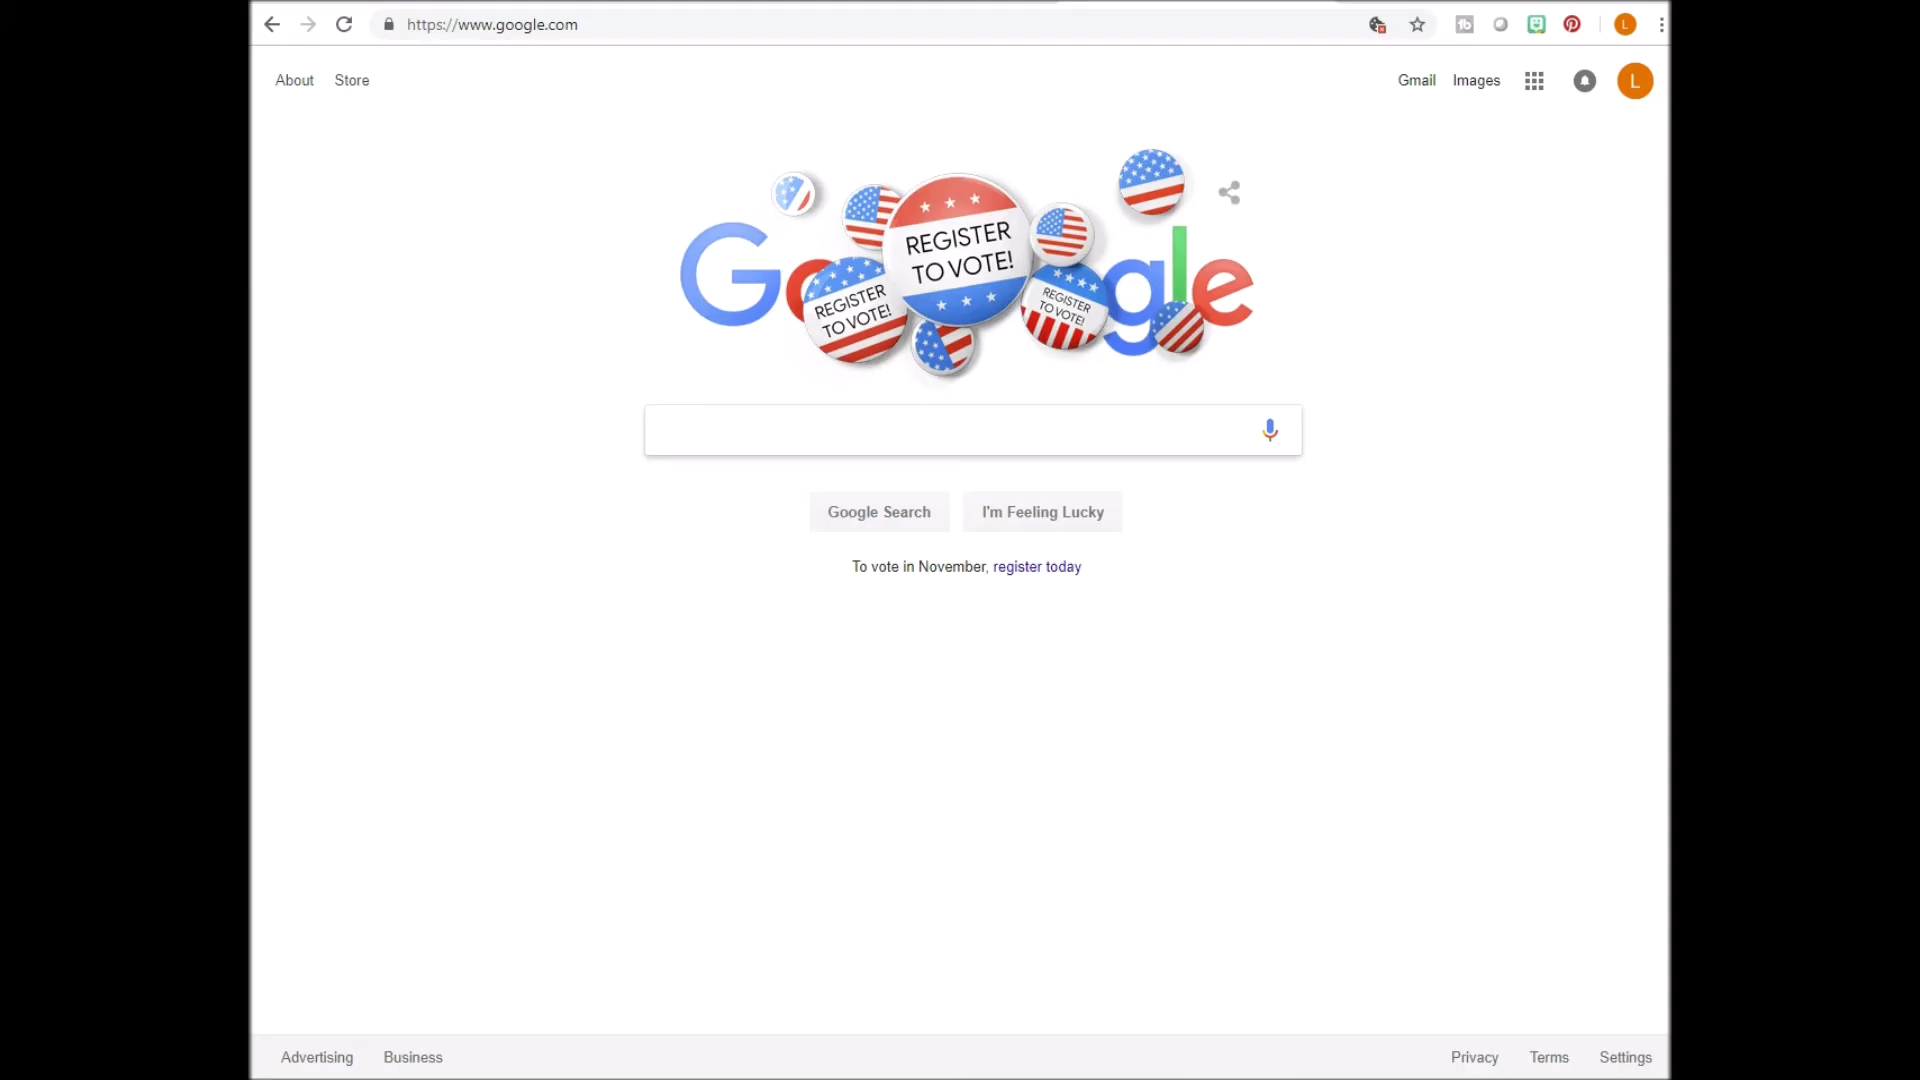 https://www.google.com
L
About Store
Gmail Images
L
Google
REGISTER
TO VOTE!
REGISTER
TO VOTE!
REGISTER
TO VOTE!
Google Search
I'm Feeling Lucky
To vote in November, register today
Advertising Business
Privacy Terms Settings